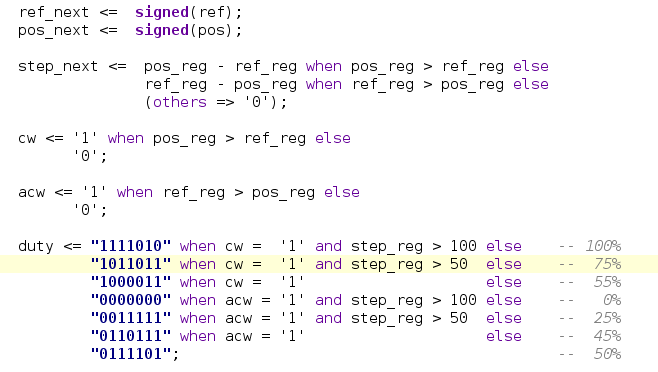 ref_next <=  signed(ref);
pos_next <=  signed(pos);
step_next <=  pos_reg - ref_reg when pos_reg > ref_reg else
ref_reg - pos_reg when ref_reg > pos_reg else
(others => '0');
cw <= '1' when pos_reg > ref_reg else
'0';
acw <= '1' when ref_reg > pos_reg else
'0';
duty <= "1111010" when cw =  '1' and step_reg > 100 else    -- 100%
"1011011" when cw =  '1' and step_reg > 50  else    --  75%
"1000011" when cw =  '1'                    else    --  55%
"0000000" when acw = '1' and step_reg > 100 else    --   0%
"0011111" when acw = '1' and step_reg > 50  else    --  25%
"0110111" when acw = '1'                    else    --  45%
"0111101";                                          --  50%